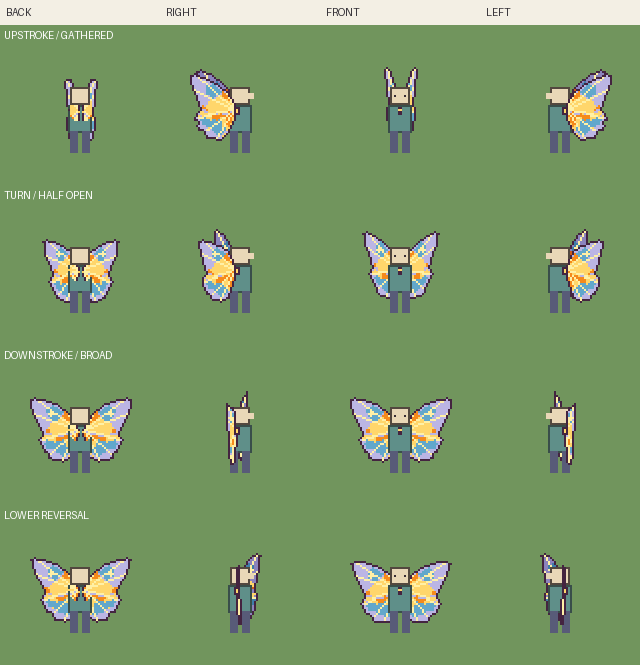 BACK RIGHT FRONT LEFT
UPSTROKE / GATHERED
TURN / HALF OPEN
DOWNSTROKE / BROAD
LOWER REVERSAL